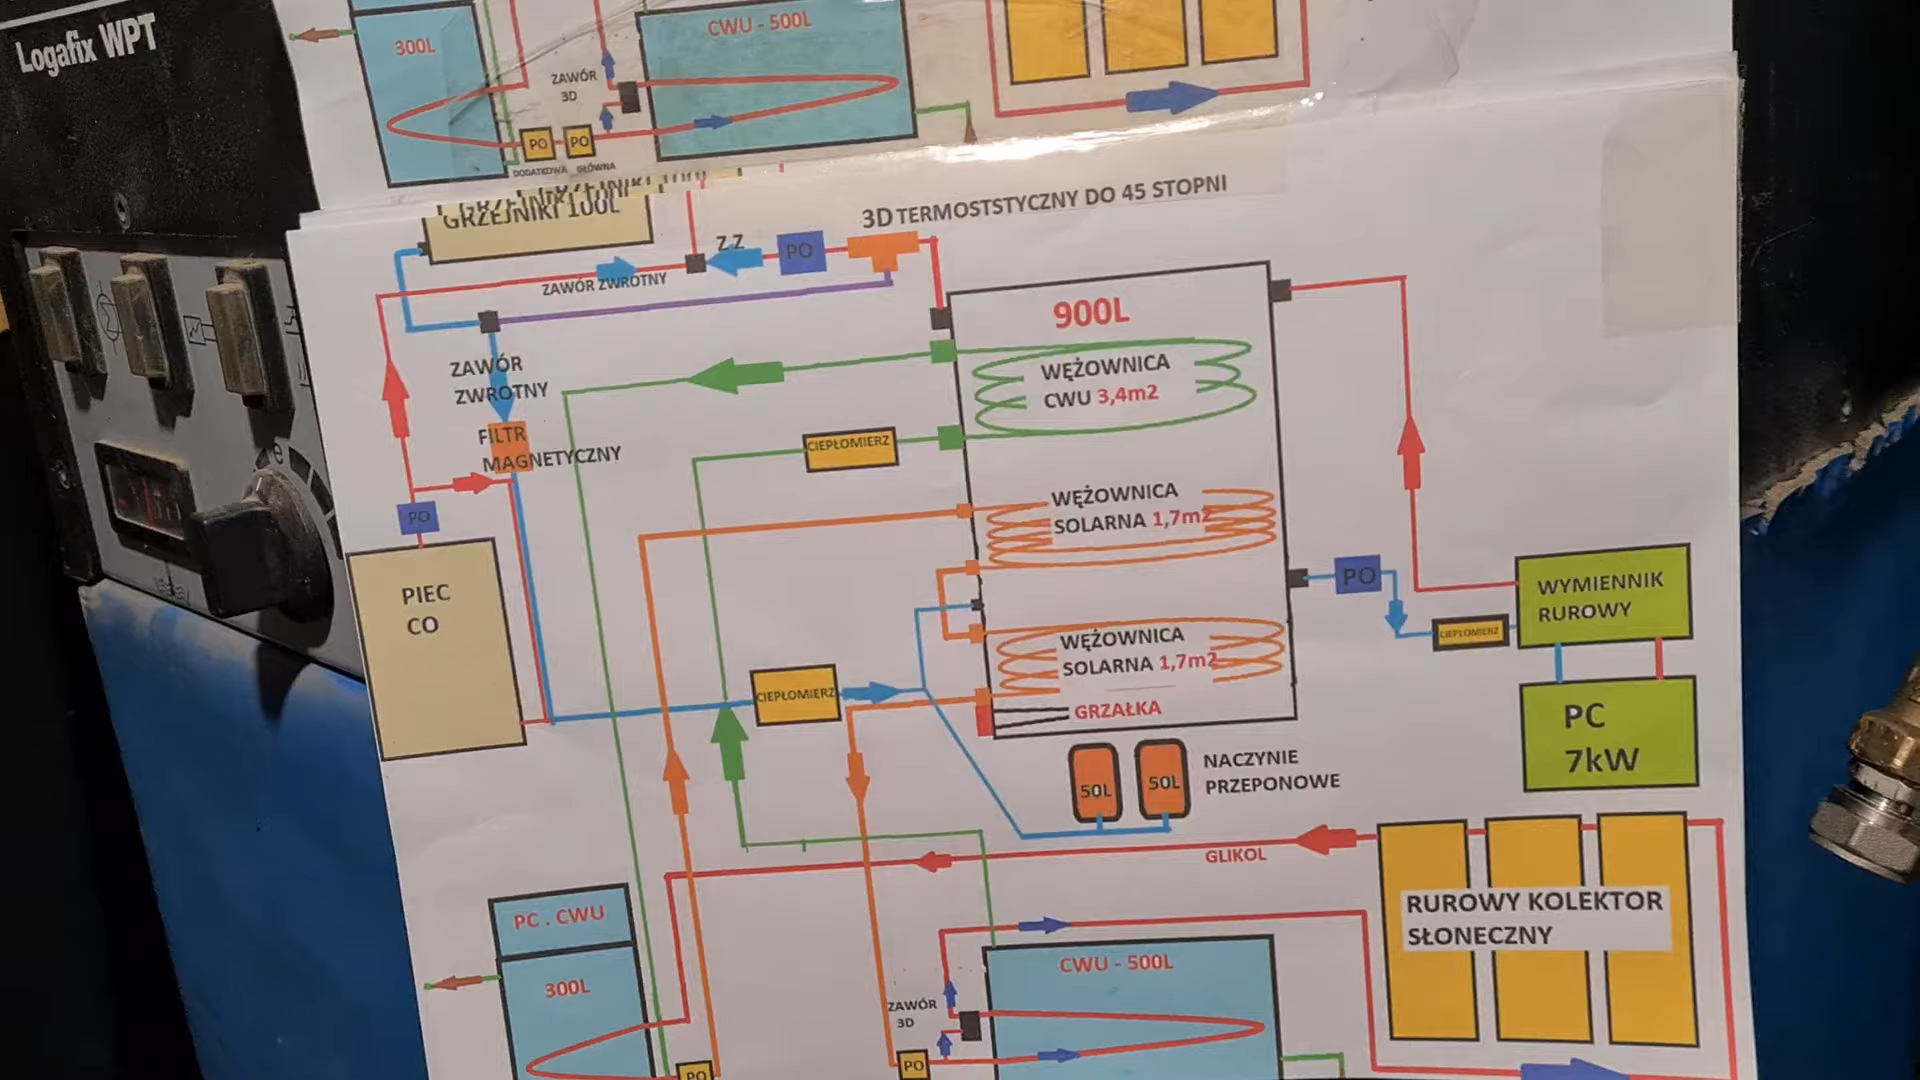 Logafix WPT
300L
CWU - 500L
ZAWÓR
3D
PO
PO
DODATKOWA
GŁÓWNA
GRZEJNIKI 100L
3D TERMOSTSTYCZNY DO 45 STOPNI
Z Z
PO
ZAWÓR ZWROTNY
900L
ZAWÓR
ZWROTNY
WĘŻOWNICA
CWU 3,4m2
FILTR
MAGNETYCZNY
CIEPŁOMIERZ
PO
WĘŻOWNICA
SOLARNA 1,7m2
PIEC
CO
PO
WYMIENNIK
RUROWY
CIEPŁOMIERZ
WĘŻOWNICA
SOLARNA 1,7m2
CIEPŁOMIERZ
GRZAŁKA
PC
7kW
50L
50L
NACZYNIE
PRZEPONOWE
GLIKOL
PC . CWU
RUROWY KOLEKTOR
SŁONECZNY
300L
CWU - 500L
ZAWÓR
3D
PO
PO